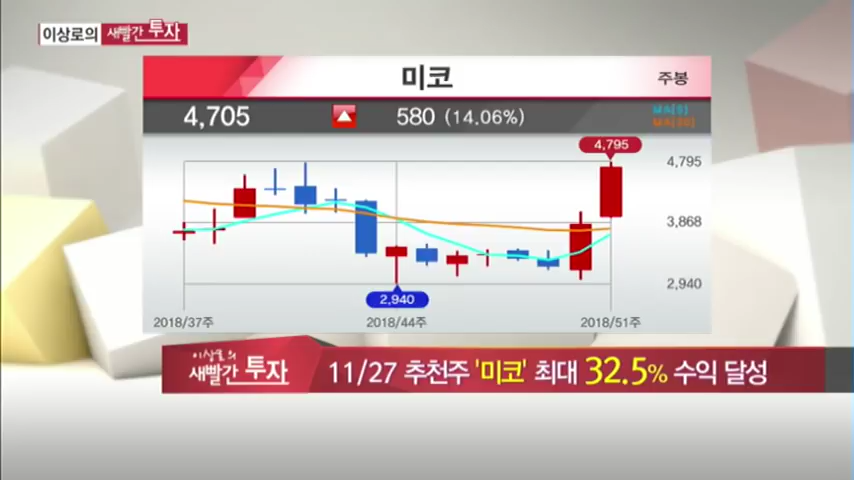 이상로의 새빨간 투자
미코
주봉
4,705 ▲ 580 (14.06%)
4,795
4,795
3,868
2,940
2,940
2018/37주 2018/44주 2018/51주
이상로의
새빨간 투자
11/27 추천주 '미코' 최대 32.5% 수익 달성